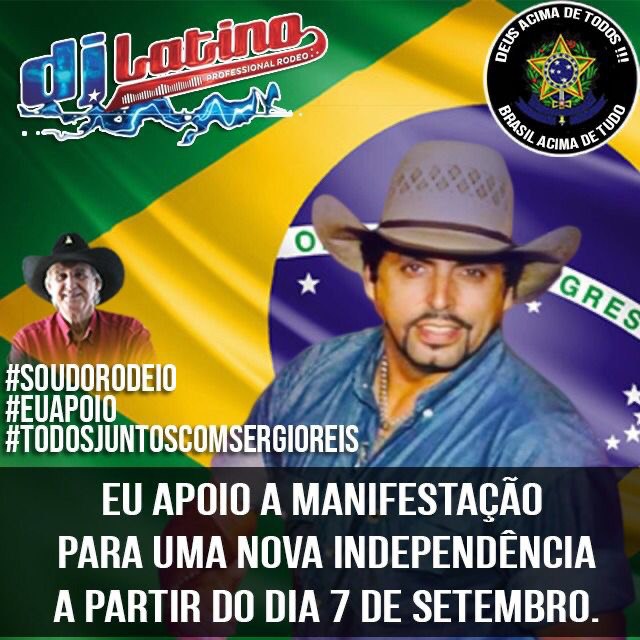 dj Latino
PROFESSIONAL RODEO
DEUS ACIMA DE TODOS !!!
BRASIL ACIMA DE TUDO
O
GRES
#SOUDORODEIO
#EUAPOIO
#TODOSJUNTOSCOMSERGIOREIS
EU APOIO A MANIFESTAÇÃO
PARA UMA NOVA INDEPENDÊNCIA
A PARTIR DO DIA 7 DE SETEMBRO.